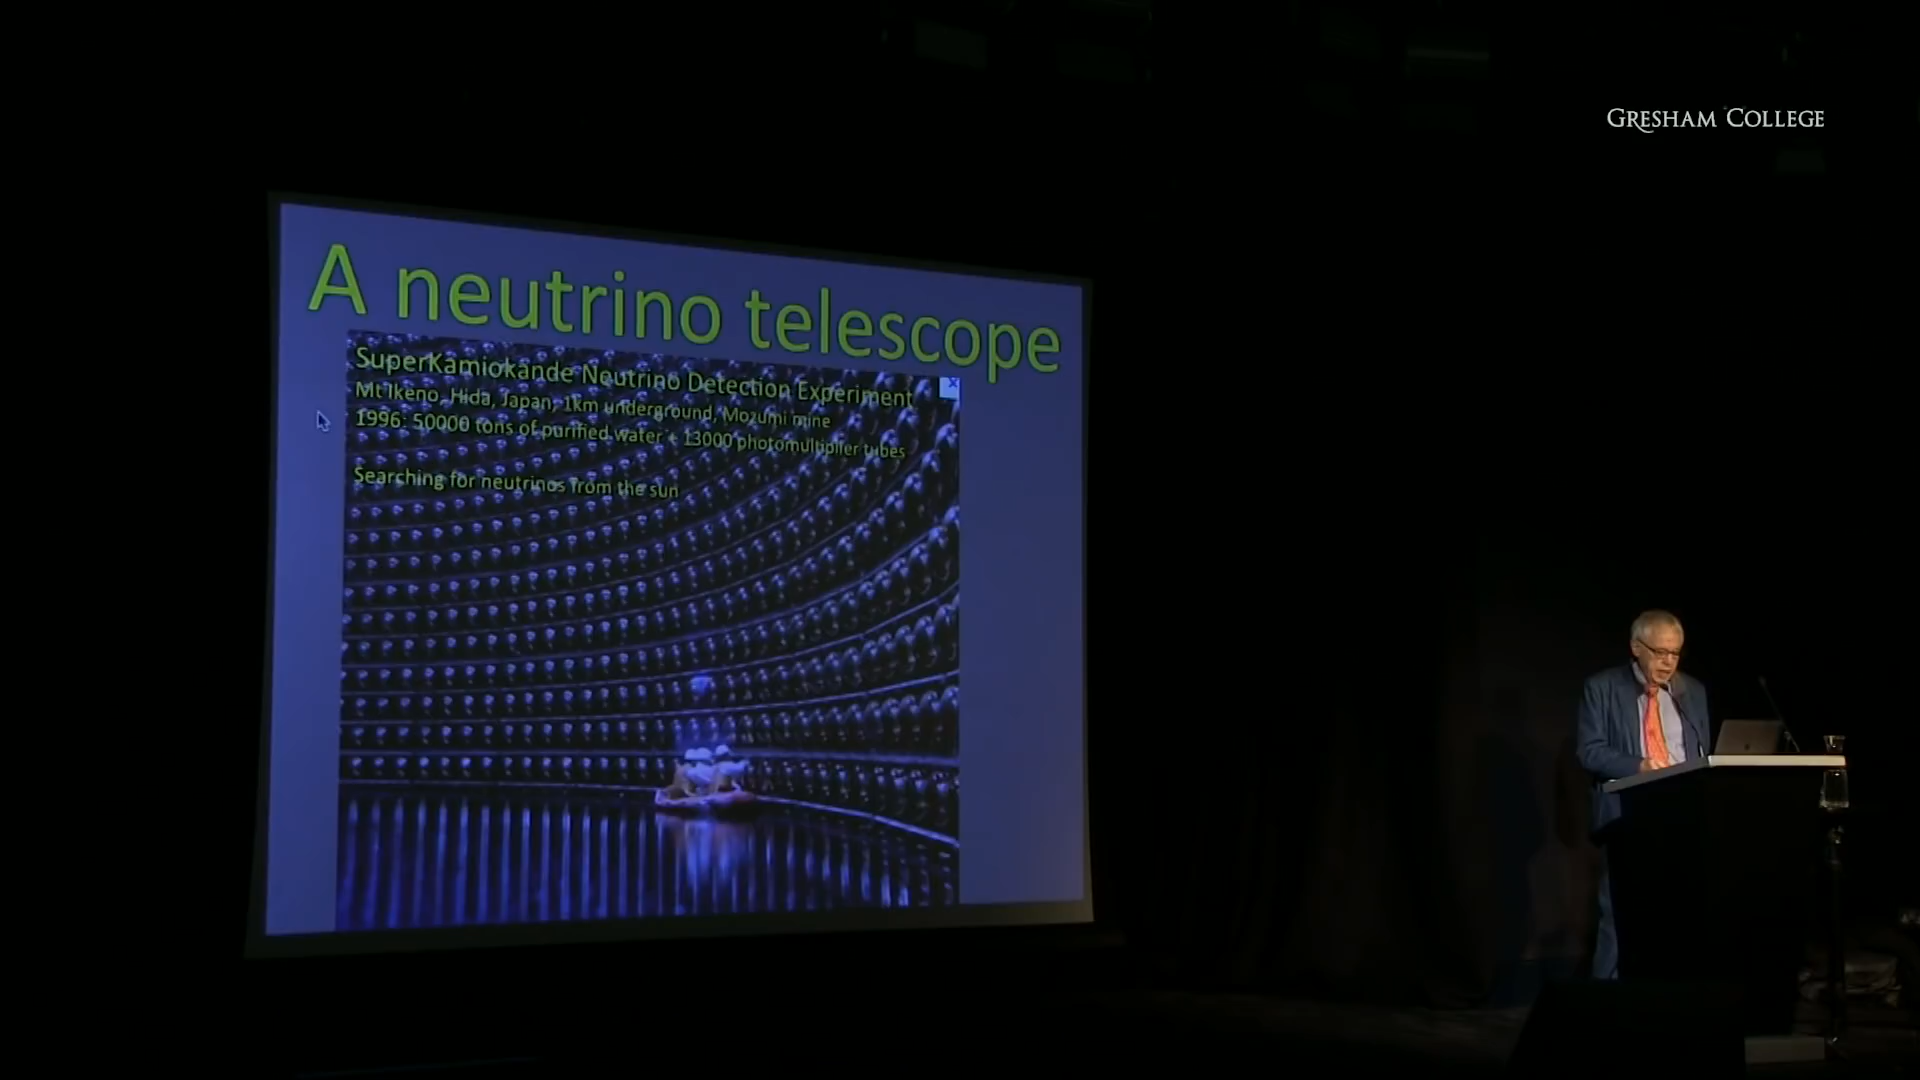 GRESHAM COLLEGE
A neutrino telescope
SuperKamiokande Neutrino Detection Experiment
Mt Ikeno, Hida, Japan, 1km underground, Mozumi mine
1996: 50000 tons of purified water + 13000 photomultiplier tubes
Searching for neutrinos from the sun